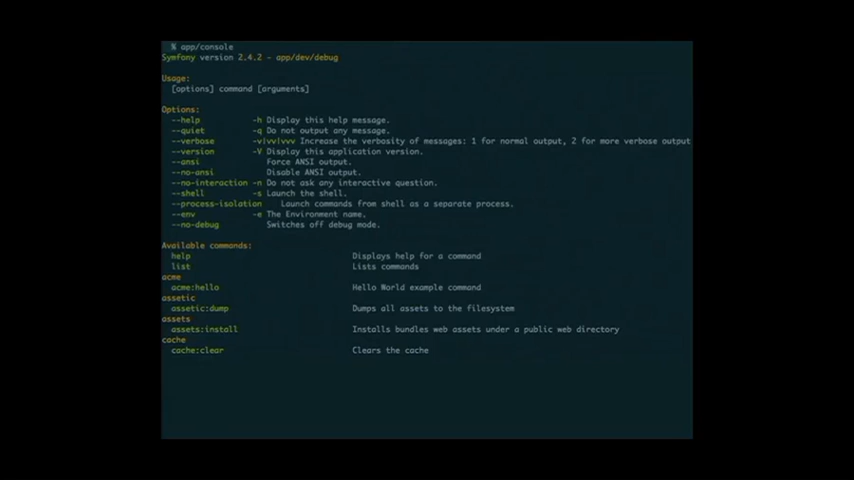 % app/console
Symfony version 2.4.2 - app/dev/debug
Usage:
[options] command [arguments]
Options:
--help -h Display this help message.
--quiet -q Do not output any message.
--verbose -v|vv|vvv Increase the verbosity of messages: 1 for normal output, 2 for more verbose output
--version -V Display this application version.
--ansi Force ANSI output.
--no-ansi Disable ANSI output.
--no-interaction -n Do not ask any interactive question.
--shell -s Launch the shell.
--process-isolation Launch commands from shell as a separate process.
--env -e The Environment name.
--no-debug Switches off debug mode.
Available commands:
help Displays help for a command
list Lists commands
acme
acme:hello Hello World example command
assetic
assetic:dump Dumps all assets to the filesystem
assets
assets:install Installs bundles web assets under a public web directory
cache
cache:clear Clears the cache